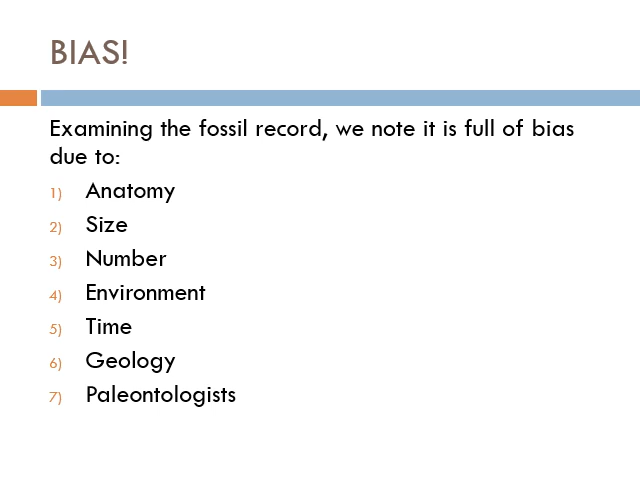 BIAS!
Examining the fossil record, we note it is full of bias
due to:
1) Anatomy
2) Size
3) Number
4) Environment
5) Time
6) Geology
7) Paleontologists